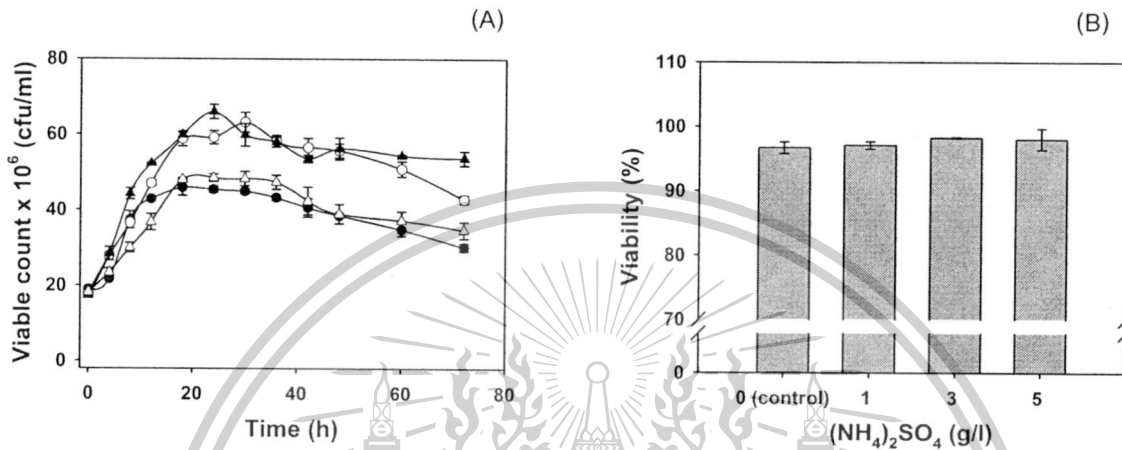 (A)
80
60
40
20
0
Viable count x 10⁶ (cfu/ml)
0
20
40
60
80
Time (h)
(B)
110
100
90
80
70
0
Viability (%)
0 (control)
1
3
5
(NH₄)₂SO₄ (g/l)